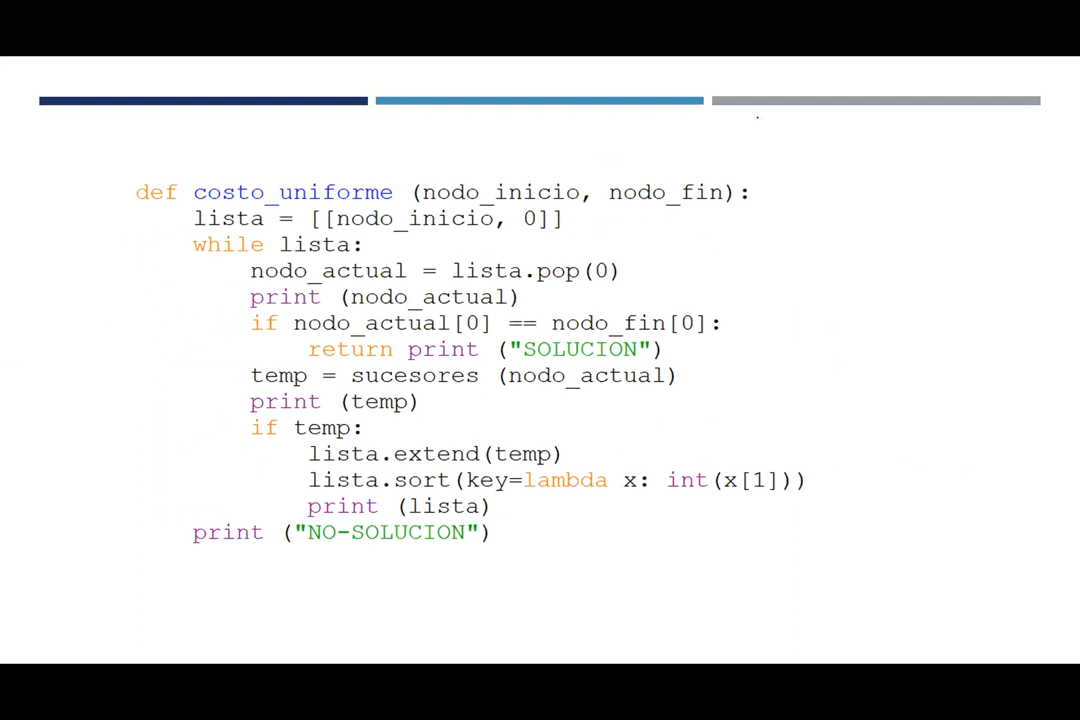 def costo_uniforme (nodo_inicio, nodo_fin):
    lista = [[nodo_inicio, 0]]
    while lista:
        nodo_actual = lista.pop(0)
        print (nodo_actual)
        if nodo_actual[0] == nodo_fin[0]:
            return print ("SOLUCION")
        temp = sucesores (nodo_actual)
        print (temp)
        if temp:
            lista.extend(temp)
            lista.sort(key=lambda x: int(x[1]))
            print (lista)
    print ("NO-SOLUCION")